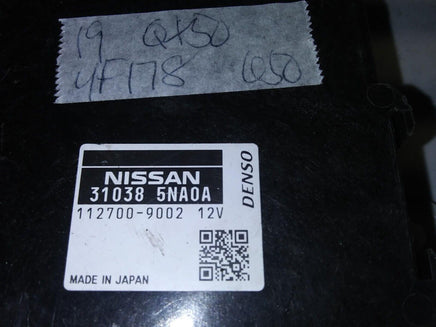 19 QX50
4F178 Q50
NISSAN
31038 5NA0A
112700-9002 12V
DENSO
MADE IN JAPAN